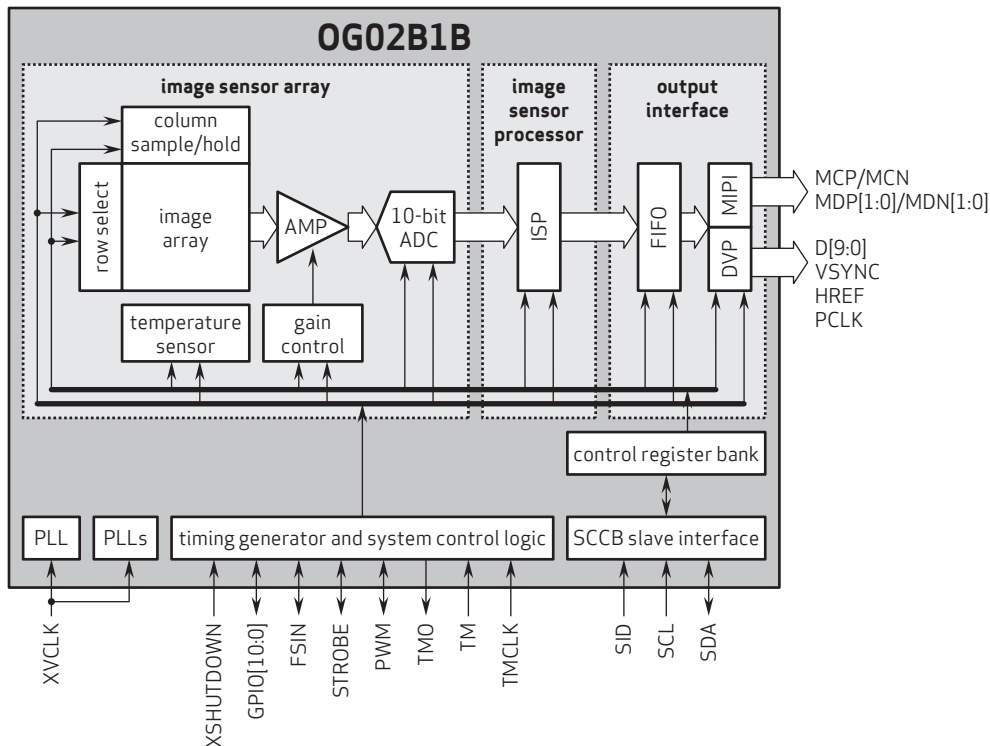 OG02B1B
image sensor array
image
sensor
processor
output
interface
column
sample/hold
row select
image
array
AMP
10-bit
ADC
ISP
FIFO
MIPI
DVP
MCP/MCN
MDP[1:0]/MDN[1:0]
D[9:0]
VSYNC
HREF
PCLK
temperature
sensor
gain
control
control register bank
PLL
PLLs
timing generator and system control logic
SCCB slave interface
XVCLK
XSHUTDOWN
GPIO[10:0]
FSIN
STROBE
PWM
TMO
TM
TMCLK
SID
SCL
SDA